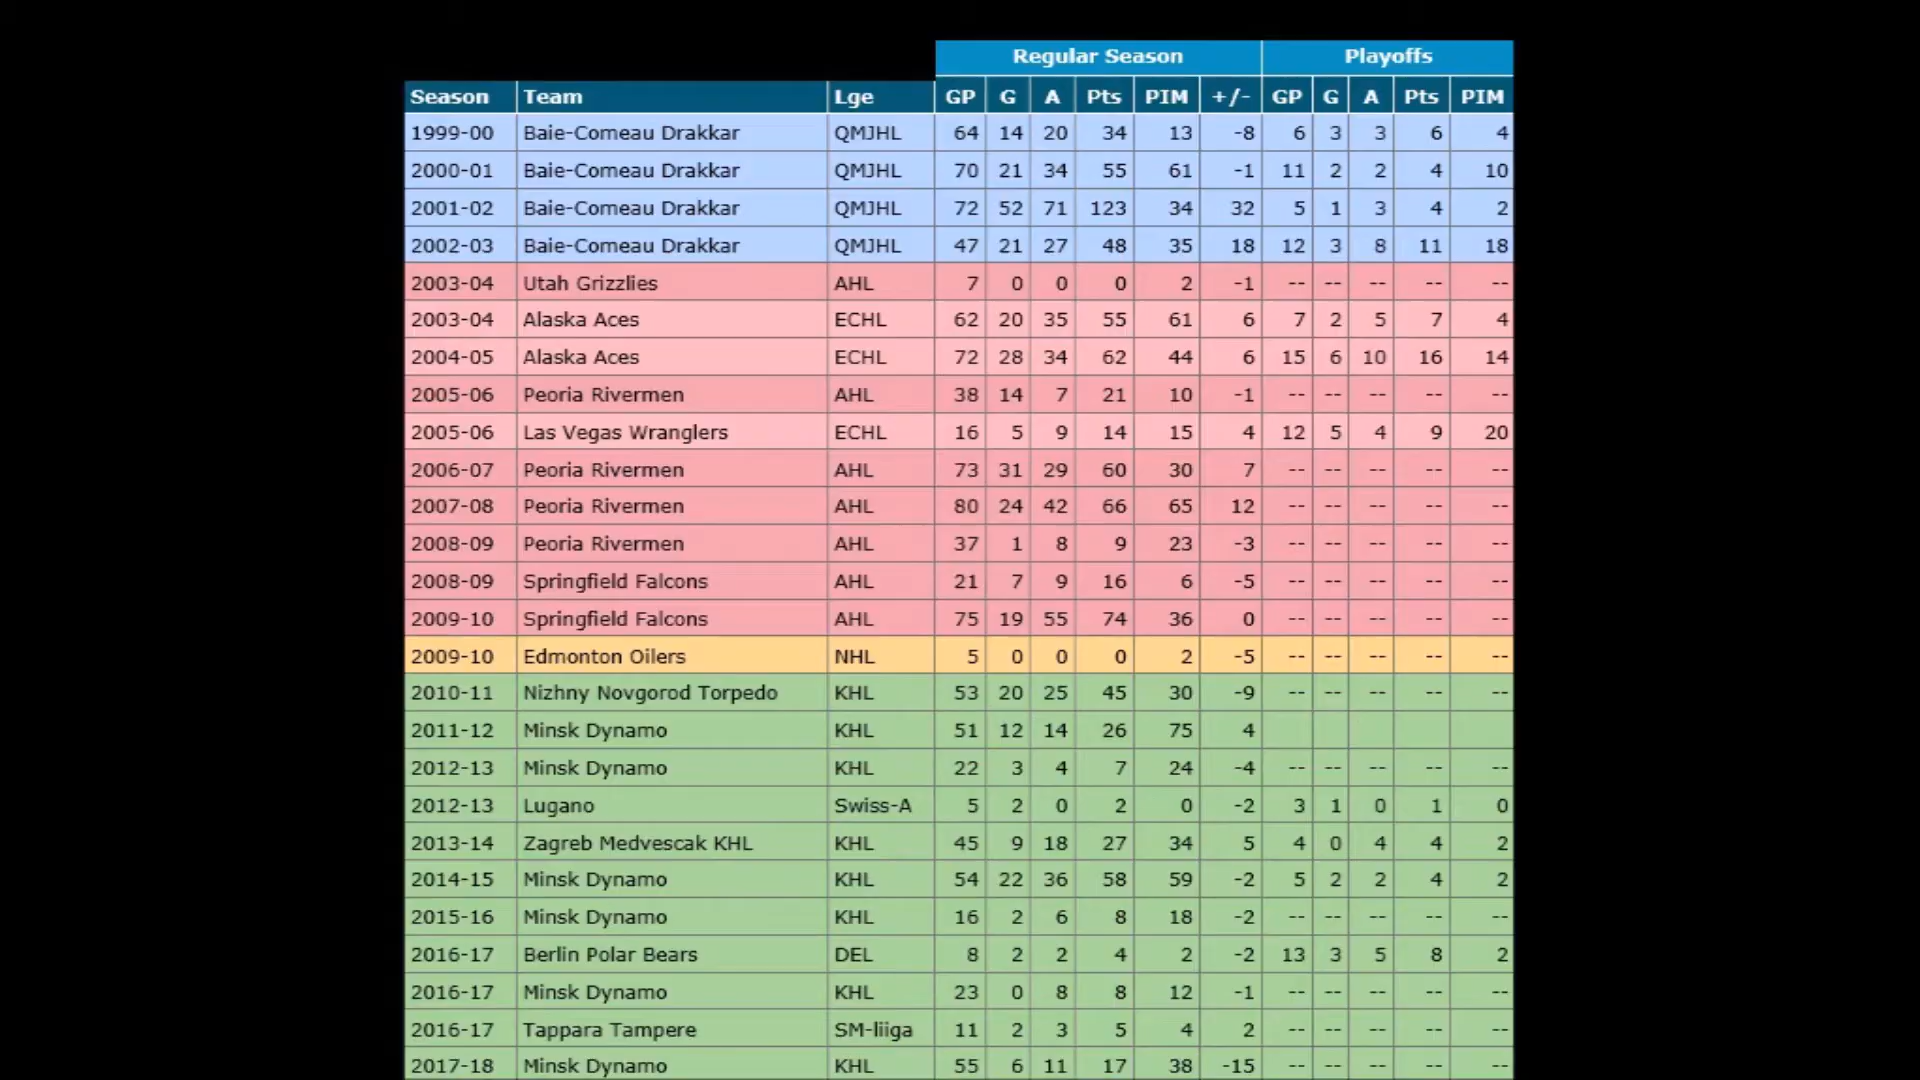 Regular Season Playoffs
Season Team Lge GP G A Pts PIM +/- GP G A Pts PIM
1999-00 Baie-Comeau Drakkar QMJHL 64 14 20 34 13 -8 6 3 3 6 4
2000-01 Baie-Comeau Drakkar QMJHL 70 21 34 55 61 -1 11 2 2 4 10
2001-02 Baie-Comeau Drakkar QMJHL 72 52 71 123 34 32 5 1 3 4 2
2002-03 Baie-Comeau Drakkar QMJHL 47 21 27 48 35 18 12 3 8 11 18
2003-04 Utah Grizzlies AHL 7 0 0 0 2 -1 -- -- -- -- --
2003-04 Alaska Aces ECHL 62 20 35 55 61 6 7 2 5 7 4
2004-05 Alaska Aces ECHL 72 28 34 62 44 6 15 6 10 16 14
2005-06 Peoria Rivermen AHL 38 14 7 21 10 -1 -- -- -- -- --
2005-06 Las Vegas Wranglers ECHL 16 5 9 14 15 4 12 5 4 9 20
2006-07 Peoria Rivermen AHL 73 31 29 60 30 7 -- -- -- -- --
2007-08 Peoria Rivermen AHL 80 24 42 66 65 12 -- -- -- -- --
2008-09 Peoria Rivermen AHL 37 1 8 9 23 -3 -- -- -- -- --
2008-09 Springfield Falcons AHL 21 7 9 16 6 -5 -- -- -- -- --
2009-10 Springfield Falcons AHL 75 19 55 74 36 0 -- -- -- -- --
2009-10 Edmonton Oilers NHL 5 0 0 0 2 -5 -- -- -- -- --
2010-11 Nizhny Novgorod Torpedo KHL 53 20 25 45 30 -9 -- -- -- -- --
2011-12 Minsk Dynamo KHL 51 12 14 26 75 4
2012-13 Minsk Dynamo KHL 22 3 4 7 24 -4 -- -- -- -- --
2012-13 Lugano Swiss-A 5 2 0 2 0 -2 3 1 0 1 0
2013-14 Zagreb Medvescak KHL KHL 45 9 18 27 34 5 4 0 4 4 2
2014-15 Minsk Dynamo KHL 54 22 36 58 59 -2 5 2 2 4 2
2015-16 Minsk Dynamo KHL 16 2 6 8 18 -2 -- -- -- -- --
2016-17 Berlin Polar Bears DEL 8 2 2 4 2 -2 13 3 5 8 2
2016-17 Minsk Dynamo KHL 23 0 8 8 12 -1 -- -- -- -- --
2016-17 Tappara Tampere SM-liiga 11 2 3 5 4 2 -- -- -- -- --
2017-18 Minsk Dynamo KHL 55 6 11 17 38 -15 -- -- -- -- --